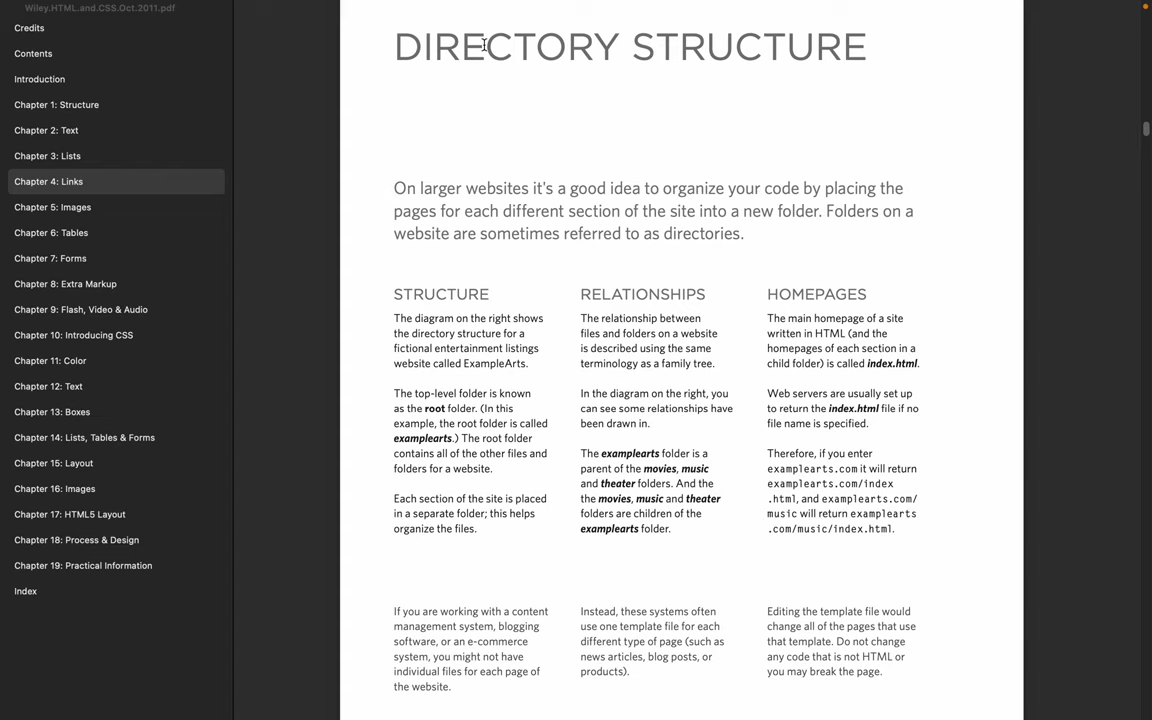 Wiley.HTML.and.CSS.Oct.2011.pdf
Credits
Contents
Introduction
Chapter 1: Structure
Chapter 2: Text
Chapter 3: Lists
Chapter 4: Links
Chapter 5: Images
Chapter 6: Tables
Chapter 7: Forms
Chapter 8: Extra Markup
Chapter 9: Flash, Video & Audio
Chapter 10: Introducing CSS
Chapter 11: Color
Chapter 12: Text
Chapter 13: Boxes
Chapter 14: Lists, Tables & Forms
Chapter 15: Layout
Chapter 16: Images
Chapter 17: HTML5 Layout
Chapter 18: Process & Design
Chapter 19: Practical Information
Index
DIRECTORY STRUCTURE
On larger websites it's a good idea to organize your code by placing the
pages for each different section of the site into a new folder. Folders on a
website are sometimes referred to as directories.
STRUCTURE
The diagram on the right shows
the directory structure for a
fictional entertainment listings
website called ExampleArts.
The top-level folder is known
as the root folder. (In this
example, the root folder is called
examplearts.) The root folder
contains all of the other files and
folders for a website.
Each section of the site is placed
in a separate folder; this helps
organize the files.
RELATIONSHIPS
The relationship between
files and folders on a website
is described using the same
terminology as a family tree.
In the diagram on the right, you
can see some relationships have
been drawn in.
The examplearts folder is a
parent of the movies, music
and theater folders. And the
the movies, music and theater
folders are children of the
examplearts folder.
HOMEPAGES
The main homepage of a site
written in HTML (and the
homepages of each section in a
child folder) is called index.html.
Web servers are usually set up
to return the index.html file if no
file name is specified.
Therefore, if you enter
examplearts.com it will return
examplearts.com/index
.html, and examplearts.com/
music will return examplearts
.com/music/index.html.
If you are working with a content
management system, blogging
software, or an e-commerce
system, you might not have
individual files for each page of
the website.
Instead, these systems often
use one template file for each
different type of page (such as
news articles, blog posts, or
products).
Editing the template file would
change all of the pages that use
that template. Do not change
any code that is not HTML or
you may break the page.